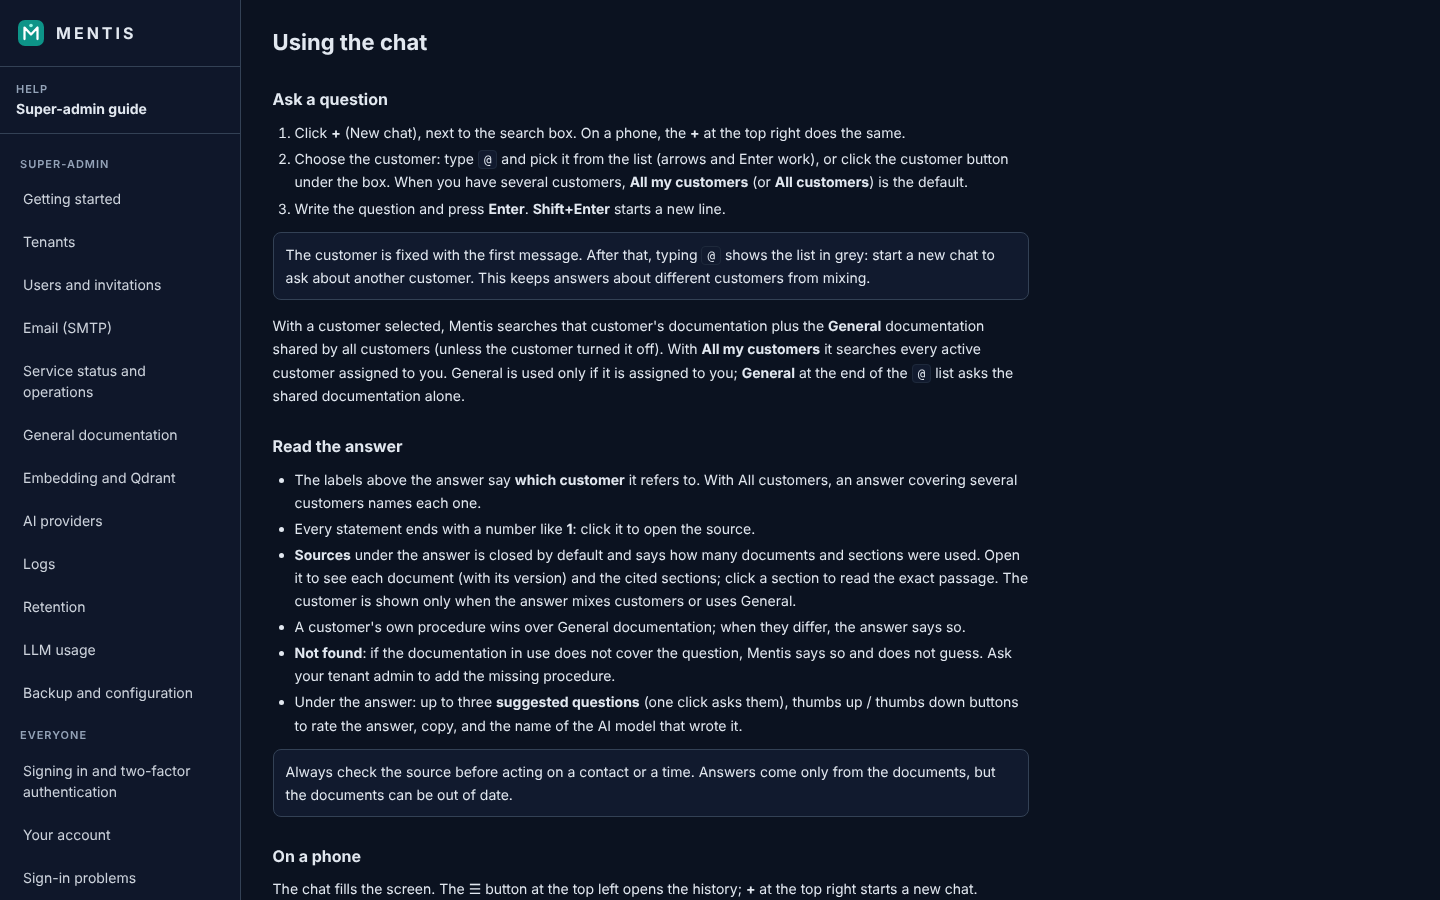 MENTIS
HELP
Super-admin guide
SUPER-ADMIN
Getting started
Tenants
Users and invitations
Email (SMTP)
Service status and
operations
General documentation
Embedding and Qdrant
AI providers
Logs
Retention
LLM usage
Backup and configuration
EVERYONE
Signing in and two-factor
authentication
Your account
Sign-in problems
Using the chat
Ask a question
1. Click + (New chat), next to the search box. On a phone, the + at the top right does the same.
2. Choose the customer: type @ and pick it from the list (arrows and Enter work), or click the customer button
under the box. When you have several customers, All my customers (or All customers) is the default.
3. Write the question and press Enter. Shift+Enter starts a new line.
The customer is fixed with the first message. After that, typing @ shows the list in grey: start a new chat to
ask about another customer. This keeps answers about different customers from mixing.
With a customer selected, Mentis searches that customer's documentation plus the General documentation
shared by all customers (unless the customer turned it off). With All my customers it searches every active
customer assigned to you. General is used only if it is assigned to you; General at the end of the @ list asks the
shared documentation alone.
Read the answer
• The labels above the answer say which customer it refers to. With All customers, an answer covering several
customers names each one.
• Every statement ends with a number like 1: click it to open the source.
• Sources under the answer is closed by default and says how many documents and sections were used. Open
it to see each document (with its version) and the cited sections; click a section to read the exact passage. The
customer is shown only when the answer mixes customers or uses General.
• A customer's own procedure wins over General documentation; when they differ, the answer says so.
• Not found: if the documentation in use does not cover the question, Mentis says so and does not guess. Ask
your tenant admin to add the missing procedure.
• Under the answer: up to three suggested questions (one click asks them), thumbs up / thumbs down buttons
to rate the answer, copy, and the name of the AI model that wrote it.
Always check the source before acting on a contact or a time. Answers come only from the documents, but
the documents can be out of date.
On a phone
The chat fills the screen. The ☰ button at the top left opens the history; + at the top right starts a new chat.